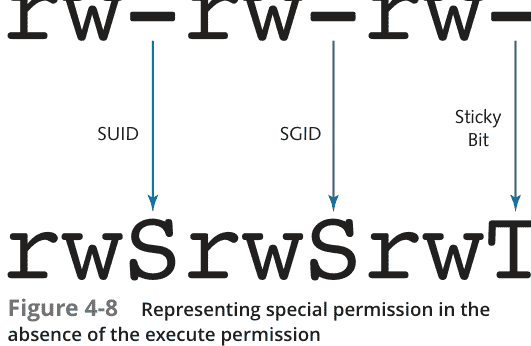 rw-rw-rw-
SUID
SGID
Sticky
Bit
rwSrwSrwT
Figure 4-8 Representing special permission in the
absence of the execute permission